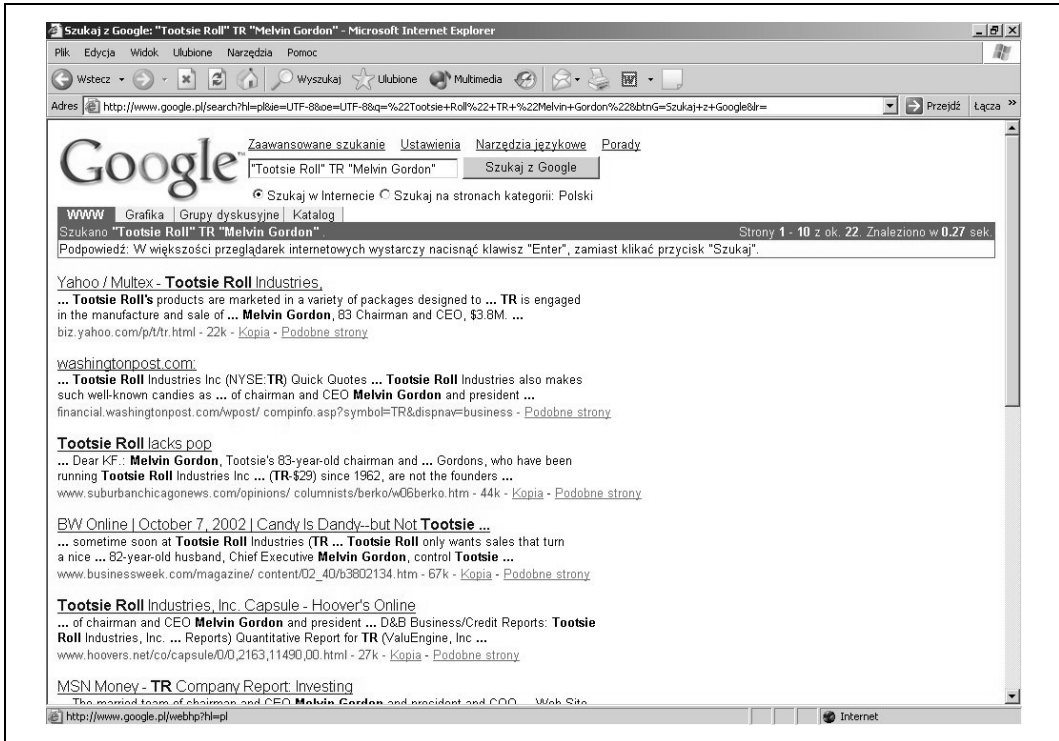 Szukaj z Google: "Tootsie Roll" TR "Melvin Gordon" - Microsoft Internet Explorer
Plik Edycja Widok Ulubione Narzędzia Pomoc
Wstecz Wyszukaj Ulubione Multimedia
Adres http://www.google.pl/search?hl=pl&ie=UTF-8&oe=UTF-8&q=%22Tootsie+Roll%22+TR+%22Melvin+Gordon%22&btnG=Szukaj+z+Google&lr= Przejdź Łącza »
Google™
Zaawansowane szukanie Ustawienia Narzędzia językowe Porady
"Tootsie Roll" TR "Melvin Gordon" Szukaj z Google
Szukaj w Internecie Szukaj na stronach kategorii: Polski
WWW Grafika Grupy dyskusyjne Katalog
Szukano "Tootsie Roll" TR "Melvin Gordon" . Strony 1 - 10 z ok. 22. Znaleziono w 0.27 sek.
Podpowiedź: W większości przeglądarek internetowych wystarczy nacisnąć klawisz "Enter", zamiast klikać przycisk "Szukaj".
Yahoo / Multex - Tootsie Roll Industries,
... Tootsie Roll's products are marketed in a variety of packages designed to ... TR is engaged
in the manufacture and sale of ... Melvin Gordon, 83 Chairman and CEO, $3.8M. ...
biz.yahoo.com/p/t/tr.html - 22k - Kopia - Podobne strony
washingtonpost.com:
... Tootsie Roll Industries Inc (NYSE:TR) Quick Quotes ... Tootsie Roll Industries also makes
such well-known candies as ... of chairman and CEO Melvin Gordon and president ...
financial.washingtonpost.com/wpost/ compinfo.asp?symbol=TR&dispnav=business - Podobne strony
Tootsie Roll lacks pop
... Dear KF.: Melvin Gordon, Tootsie's 83-year-old chairman and ... Gordons, who have been
running Tootsie Roll Industries Inc ... (TR-$29) since 1962, are not the founders ...
www.suburbanchicagonews.com/opinions/ columnists/berko/w06berko.htm - 44k - Kopia - Podobne strony
BW Online | October 7, 2002 | Candy Is Dandy--but Not Tootsie ...
... sometime soon at Tootsie Roll Industries (TR ... Tootsie Roll only wants sales that turn
a nice ... 82-year-old husband, Chief Executive Melvin Gordon, control Tootsie ...
www.businessweek.com/magazine/ content/02_40/b3802134.htm - 67k - Kopia - Podobne strony
Tootsie Roll Industries, Inc. Capsule - Hoover's Online
... of chairman and CEO Melvin Gordon and president ... D&B Business/Credit Reports: Tootsie
Roll Industries, Inc. ... Reports) Quantitative Report for TR (ValuEngine, Inc ...
www.hoovers.net/co/capsule/0/0,2163,11490,00.html - 27k - Kopia - Podobne strony
MSN Money - TR Company Report: Investing
... The married team of chairman and CEO Melvin Gordon and president and COO ... Web Site
http://www.google.pl/webhp?hl=pl Internet